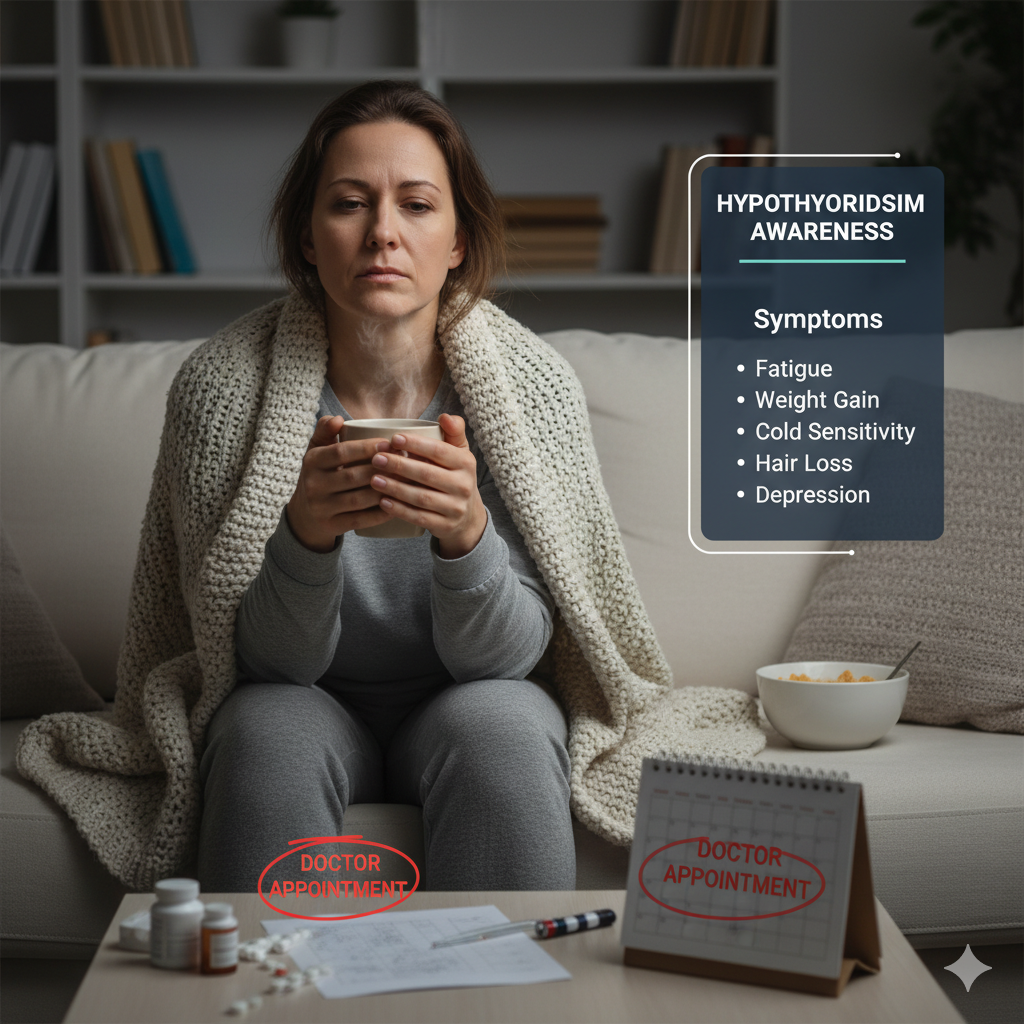 HYPOTHYORIDSIM
AWARENESS
Symptoms
• Fatigue
• Weight Gain
• Cold Sensitivity
• Hair Loss
• Depression
DOCTOR
APPOINTMENT
DOCTOR
APPOINTMENT